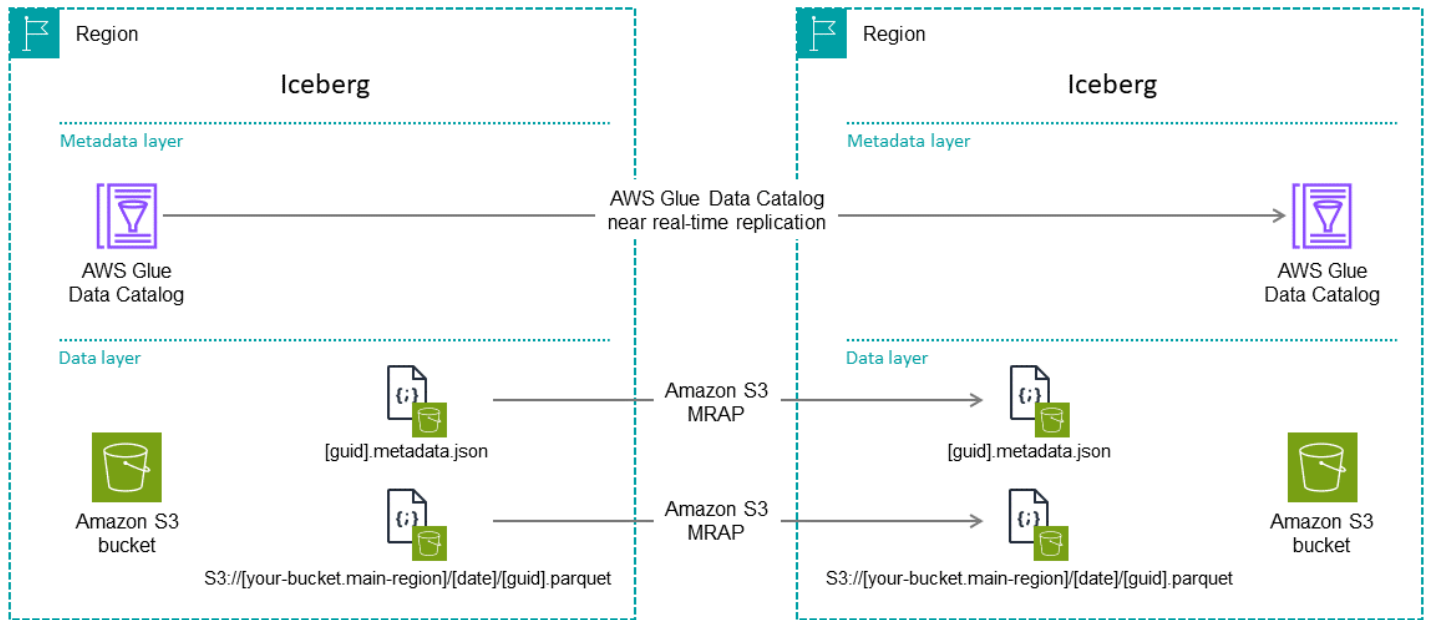 Region
Iceberg
Metadata layer
AWS Glue
Data Catalog
Data layer
{;}
[guid].metadata.json
Amazon S3
bucket
{;}
S3://[your-bucket.main-region]/[date]/[guid].parquet
AWS Glue Data Catalog
near real-time replication
Amazon S3
MRAP
Amazon S3
MRAP
Region
Iceberg
Metadata layer
AWS Glue
Data Catalog
Data layer
{;}
[guid].metadata.json
{;}
S3://[your-bucket.main-region]/[date]/[guid].parquet
Amazon S3
bucket